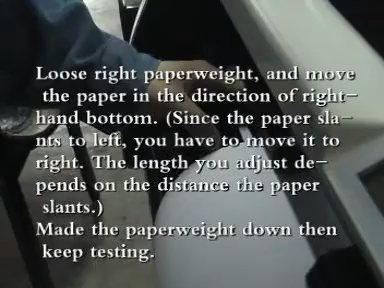 Loose right paperweight, and move
the paper in the direction of right-
hand bottom. (Since the paper sla-
nts to left, you have to move it to
right. The length you adjust de-
pends on the distance the paper
slants.)
Made the paperweight down then
keep testing.